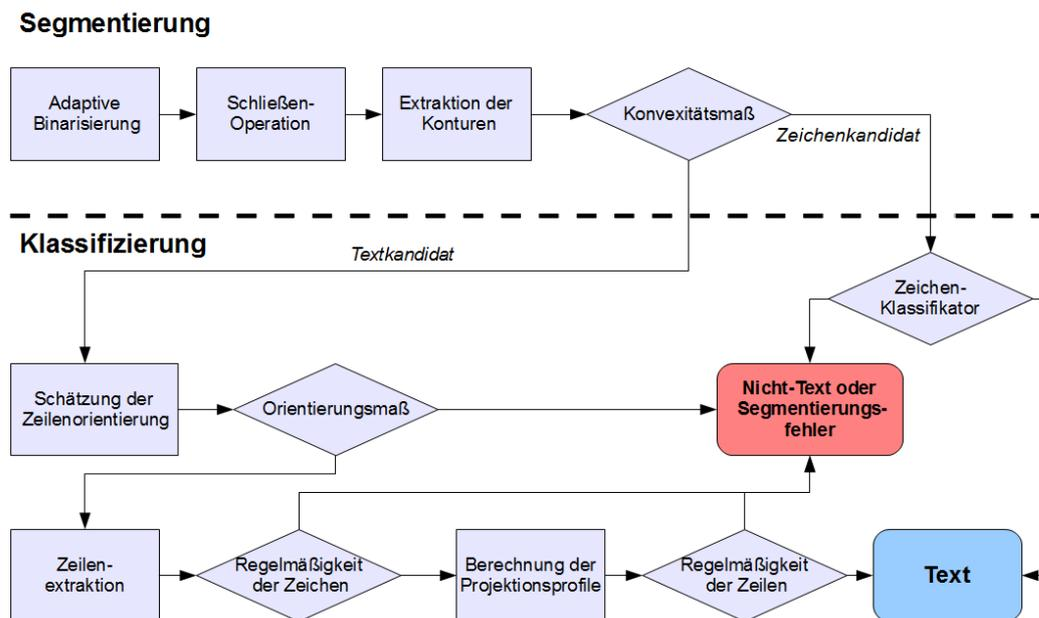 Segmentierung
Adaptive
Binarisierung
Schließen-
Operation
Extraktion der
Konturen
Konvexitätsmaß
Zeichenkandidat
Klassifizierung
Textkandidat
Zeichen-
Klassifikator
Schätzung der
Zeilenorientierung
Orientierungsmaß
Nicht-Text oder
Segmentierungs-
fehler
Zeilen-
extraktion
Regelmäßigkeit
der Zeichen
Berechnung der
Projektionsprofile
Regelmäßigkeit
der Zeilen
Text